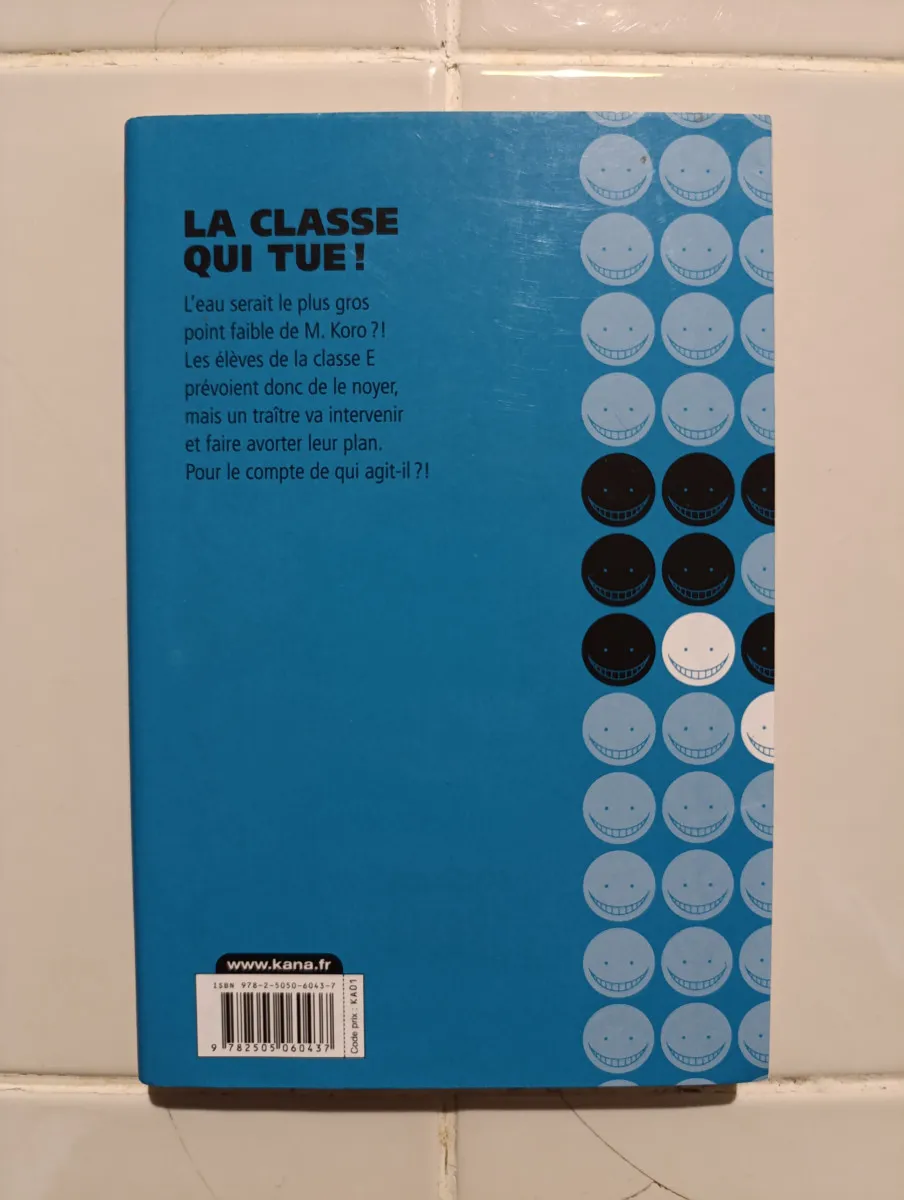 LA CLASSE
QUI TUE !
L'eau serait le plus gros
point faible de M. Koro ?!
Les élèves de la classe E
prévoient donc de le noyer,
mais un traître va intervenir
et faire avorter leur plan.
Pour le compte de qui agit-il ?!
www.kana.fr
ISBN 978-2-5050-6043-7
9 782505 060437
Code prix : KA01